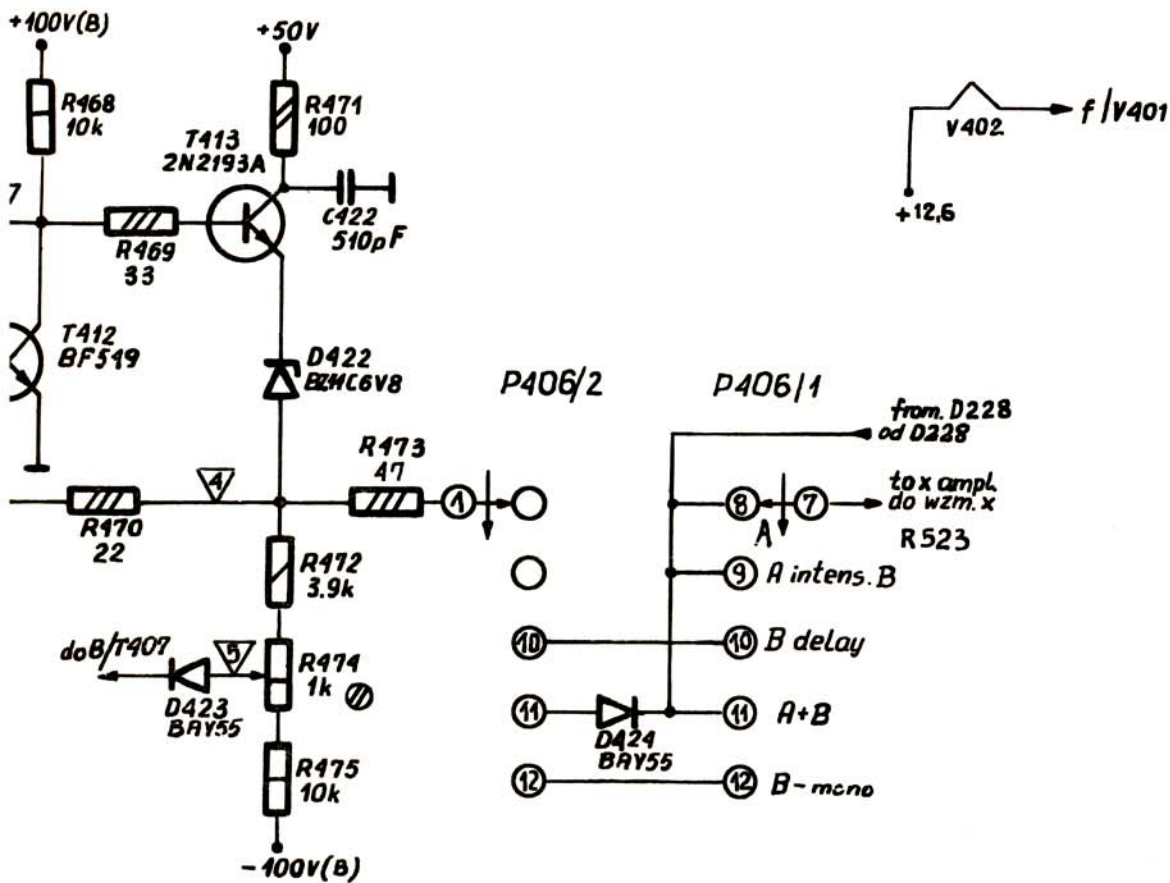 +100V(B)
+50V
R468
10k
R471
100
T413
2N2193A
C422
510pF
7
R469
33
V402
f/V401
+12,6
T412
BF519
D422
P406/2
P406/1
from. D228
od D228
R473
47
4
1
8
7
A
to x ampl.
do wzm. x
R523
R470
22
R472
3.9k
9
A intens. B
do B/T407
5
10
10
B delay
R474
1k
D423
BAY55
11
11
A+B
D424
BAY55
R475
10k
12
12
B-mono
-100V(B)